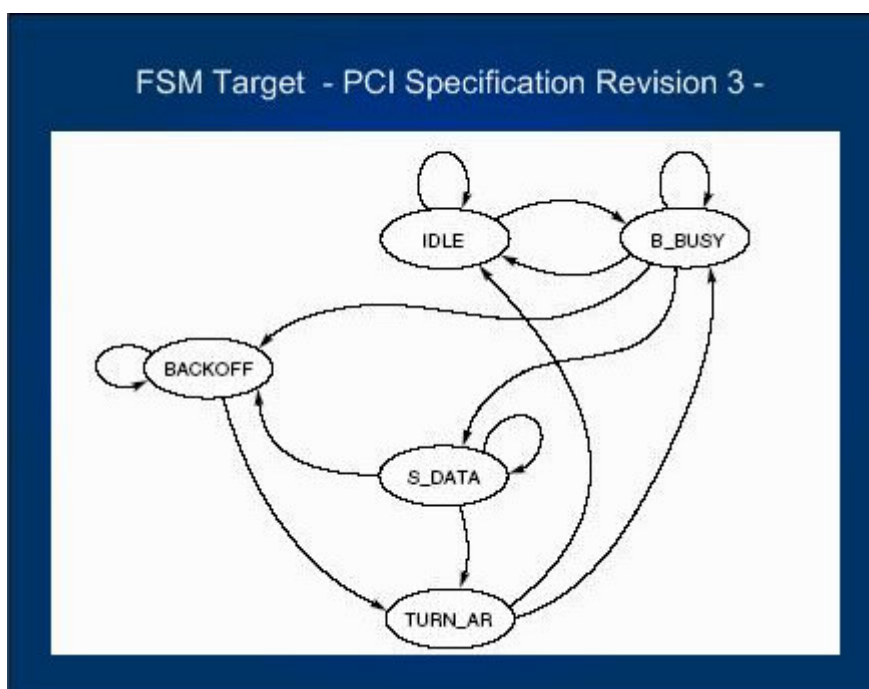 FSM Target - PCI Specification Revision 3 -
IDLE
B_BUSY
BACKOFF
S_DATA
TURN_AR